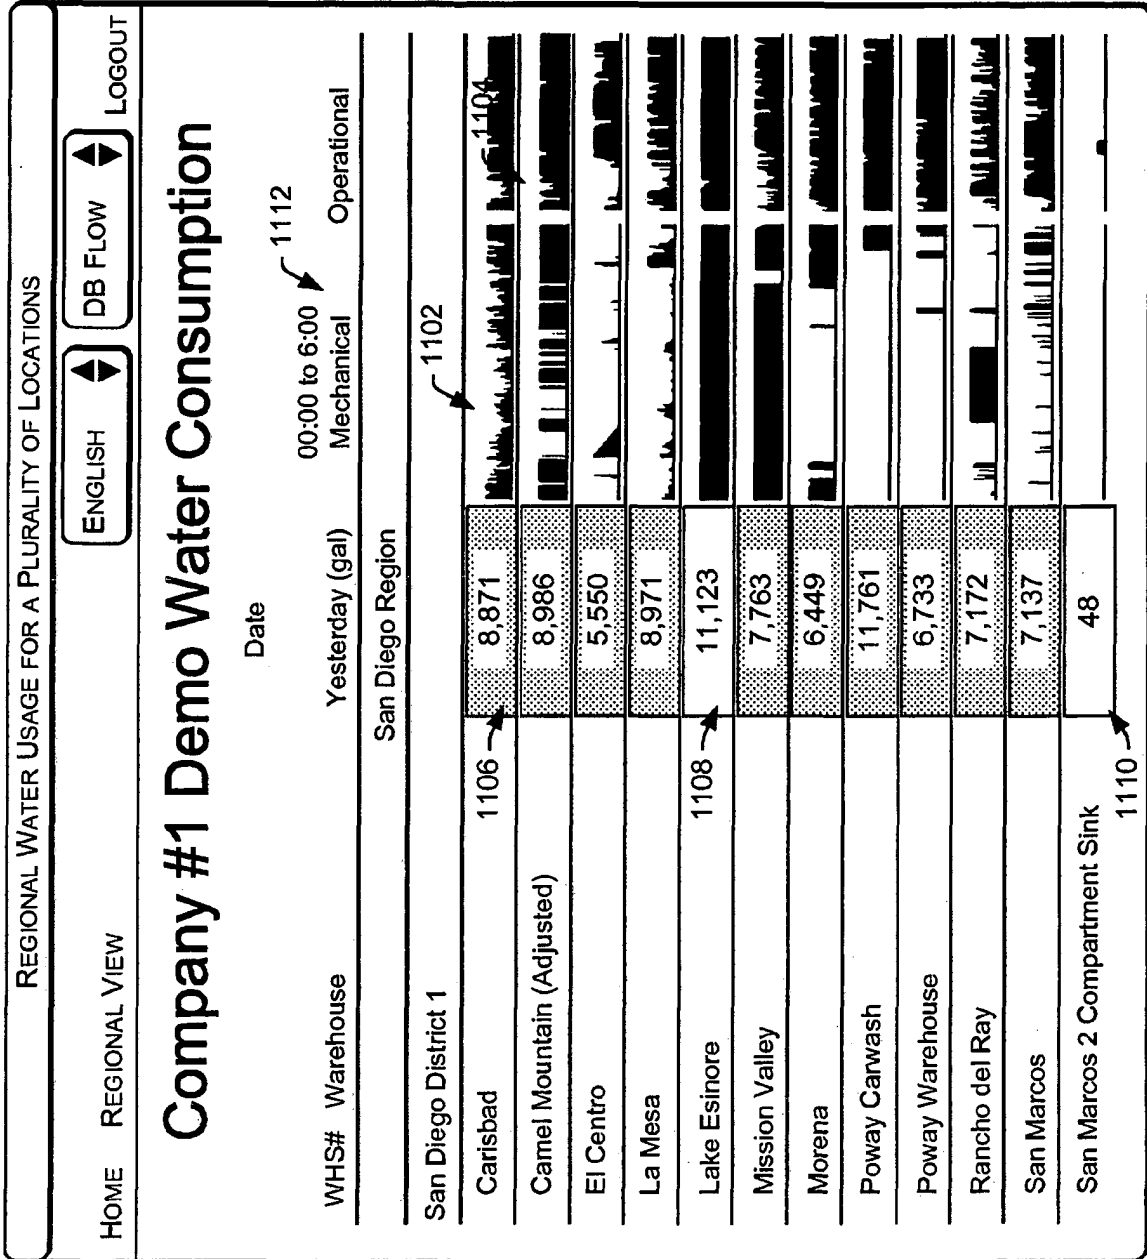 REGIONAL WATER USAGE FOR A PLURALITY OF LOCATIONS
HOME REGIONAL VIEW ENGLISH DB FLOW LOGOUT
Company #1 Demo Water Consumption
Date
00:00 to 6:00 1112
WHS# Warehouse Yesterday (gal) Mechanical Operational
San Diego Region
San Diego District 1 1102
Carisbad 1106 8,871
Camel Mountain (Adjusted) 8,986 1104
El Centro 5,550
La Mesa 8,971
Lake Esinore 1108 11,123
Mission Valley 7,763
Morena 6,449
Poway Carwash 11,761
Poway Warehouse 6,733
Rancho del Ray 7,172
San Marcos 7,137
San Marcos 2 Compartment Sink 48
1110